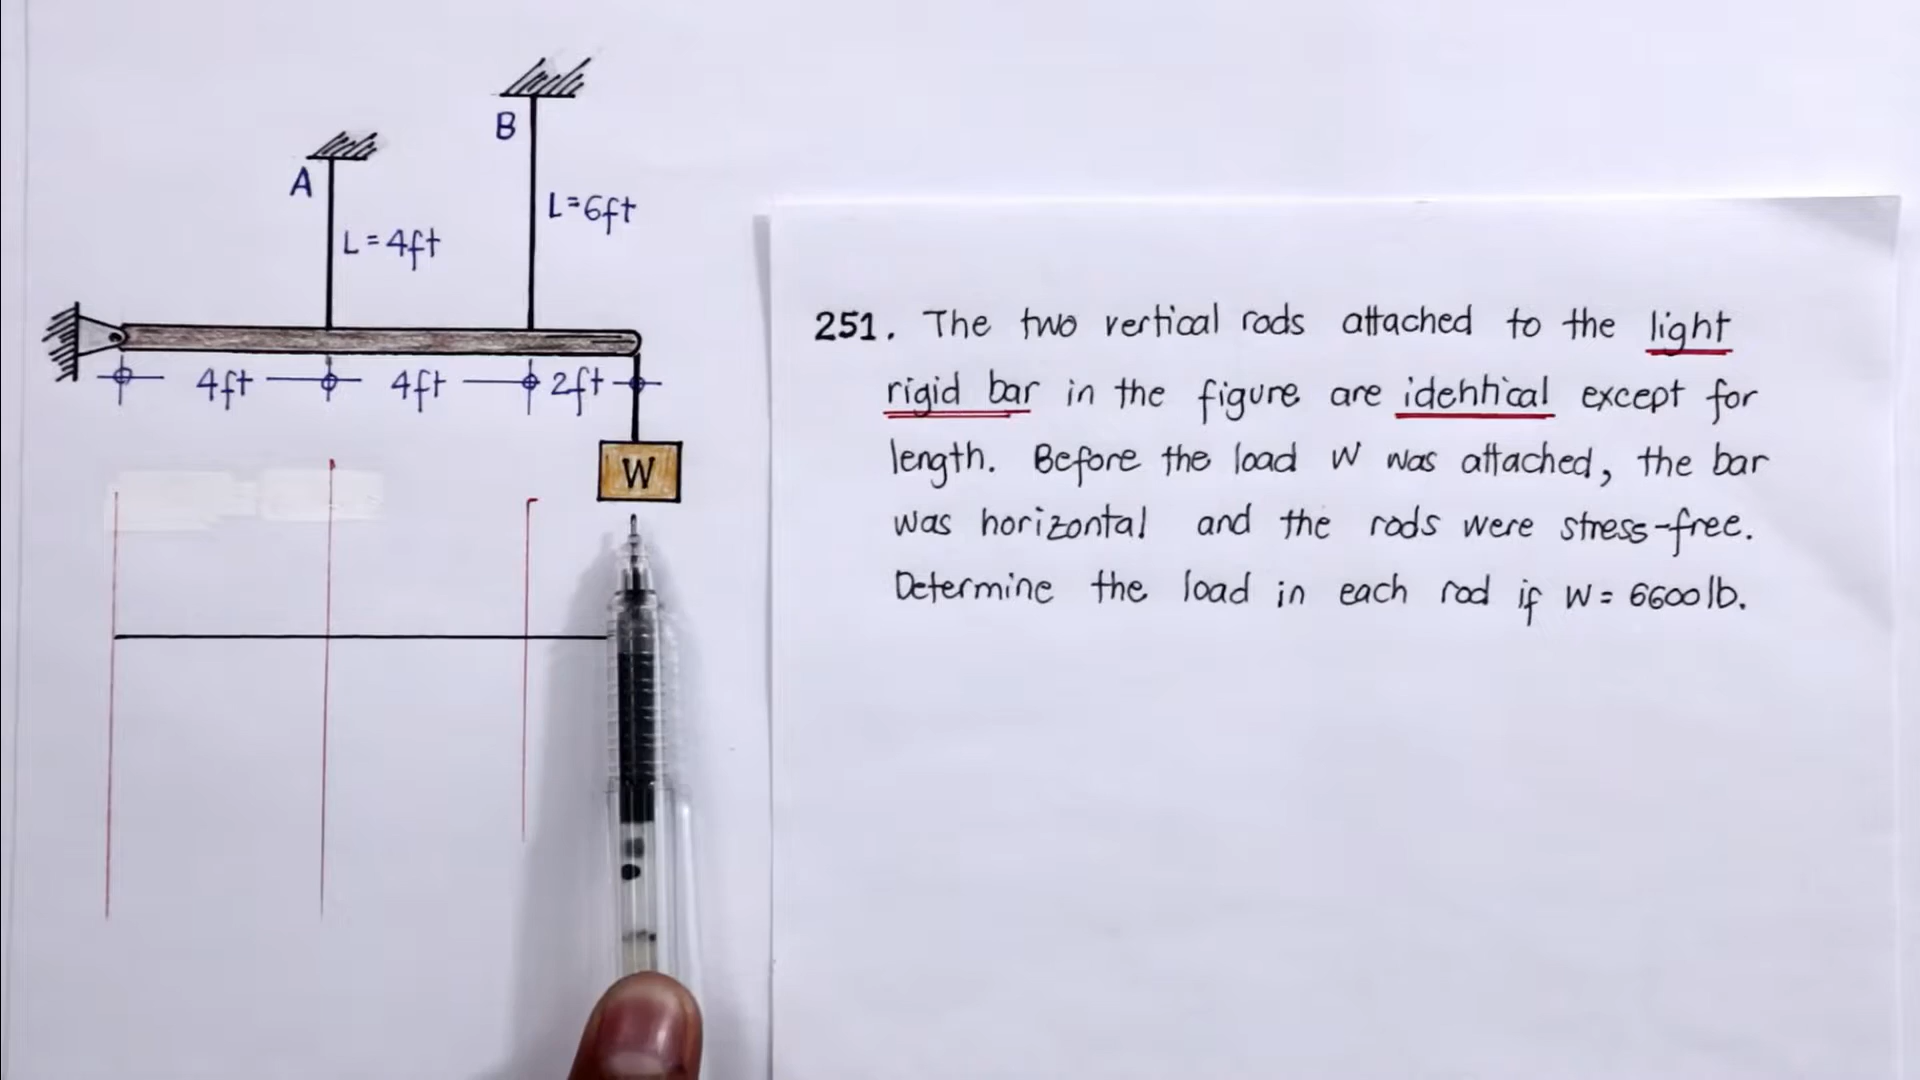 B
A
L=6ft
L=4ft
4ft
4ft
2ft
W
251. The two vertical rods attached to the light
rigid bar in the figure are identical except for
length. Before the load W was attached, the bar
was horizontal and the rods were stress-free.
Determine the load in each rod if W = 6600 lb.